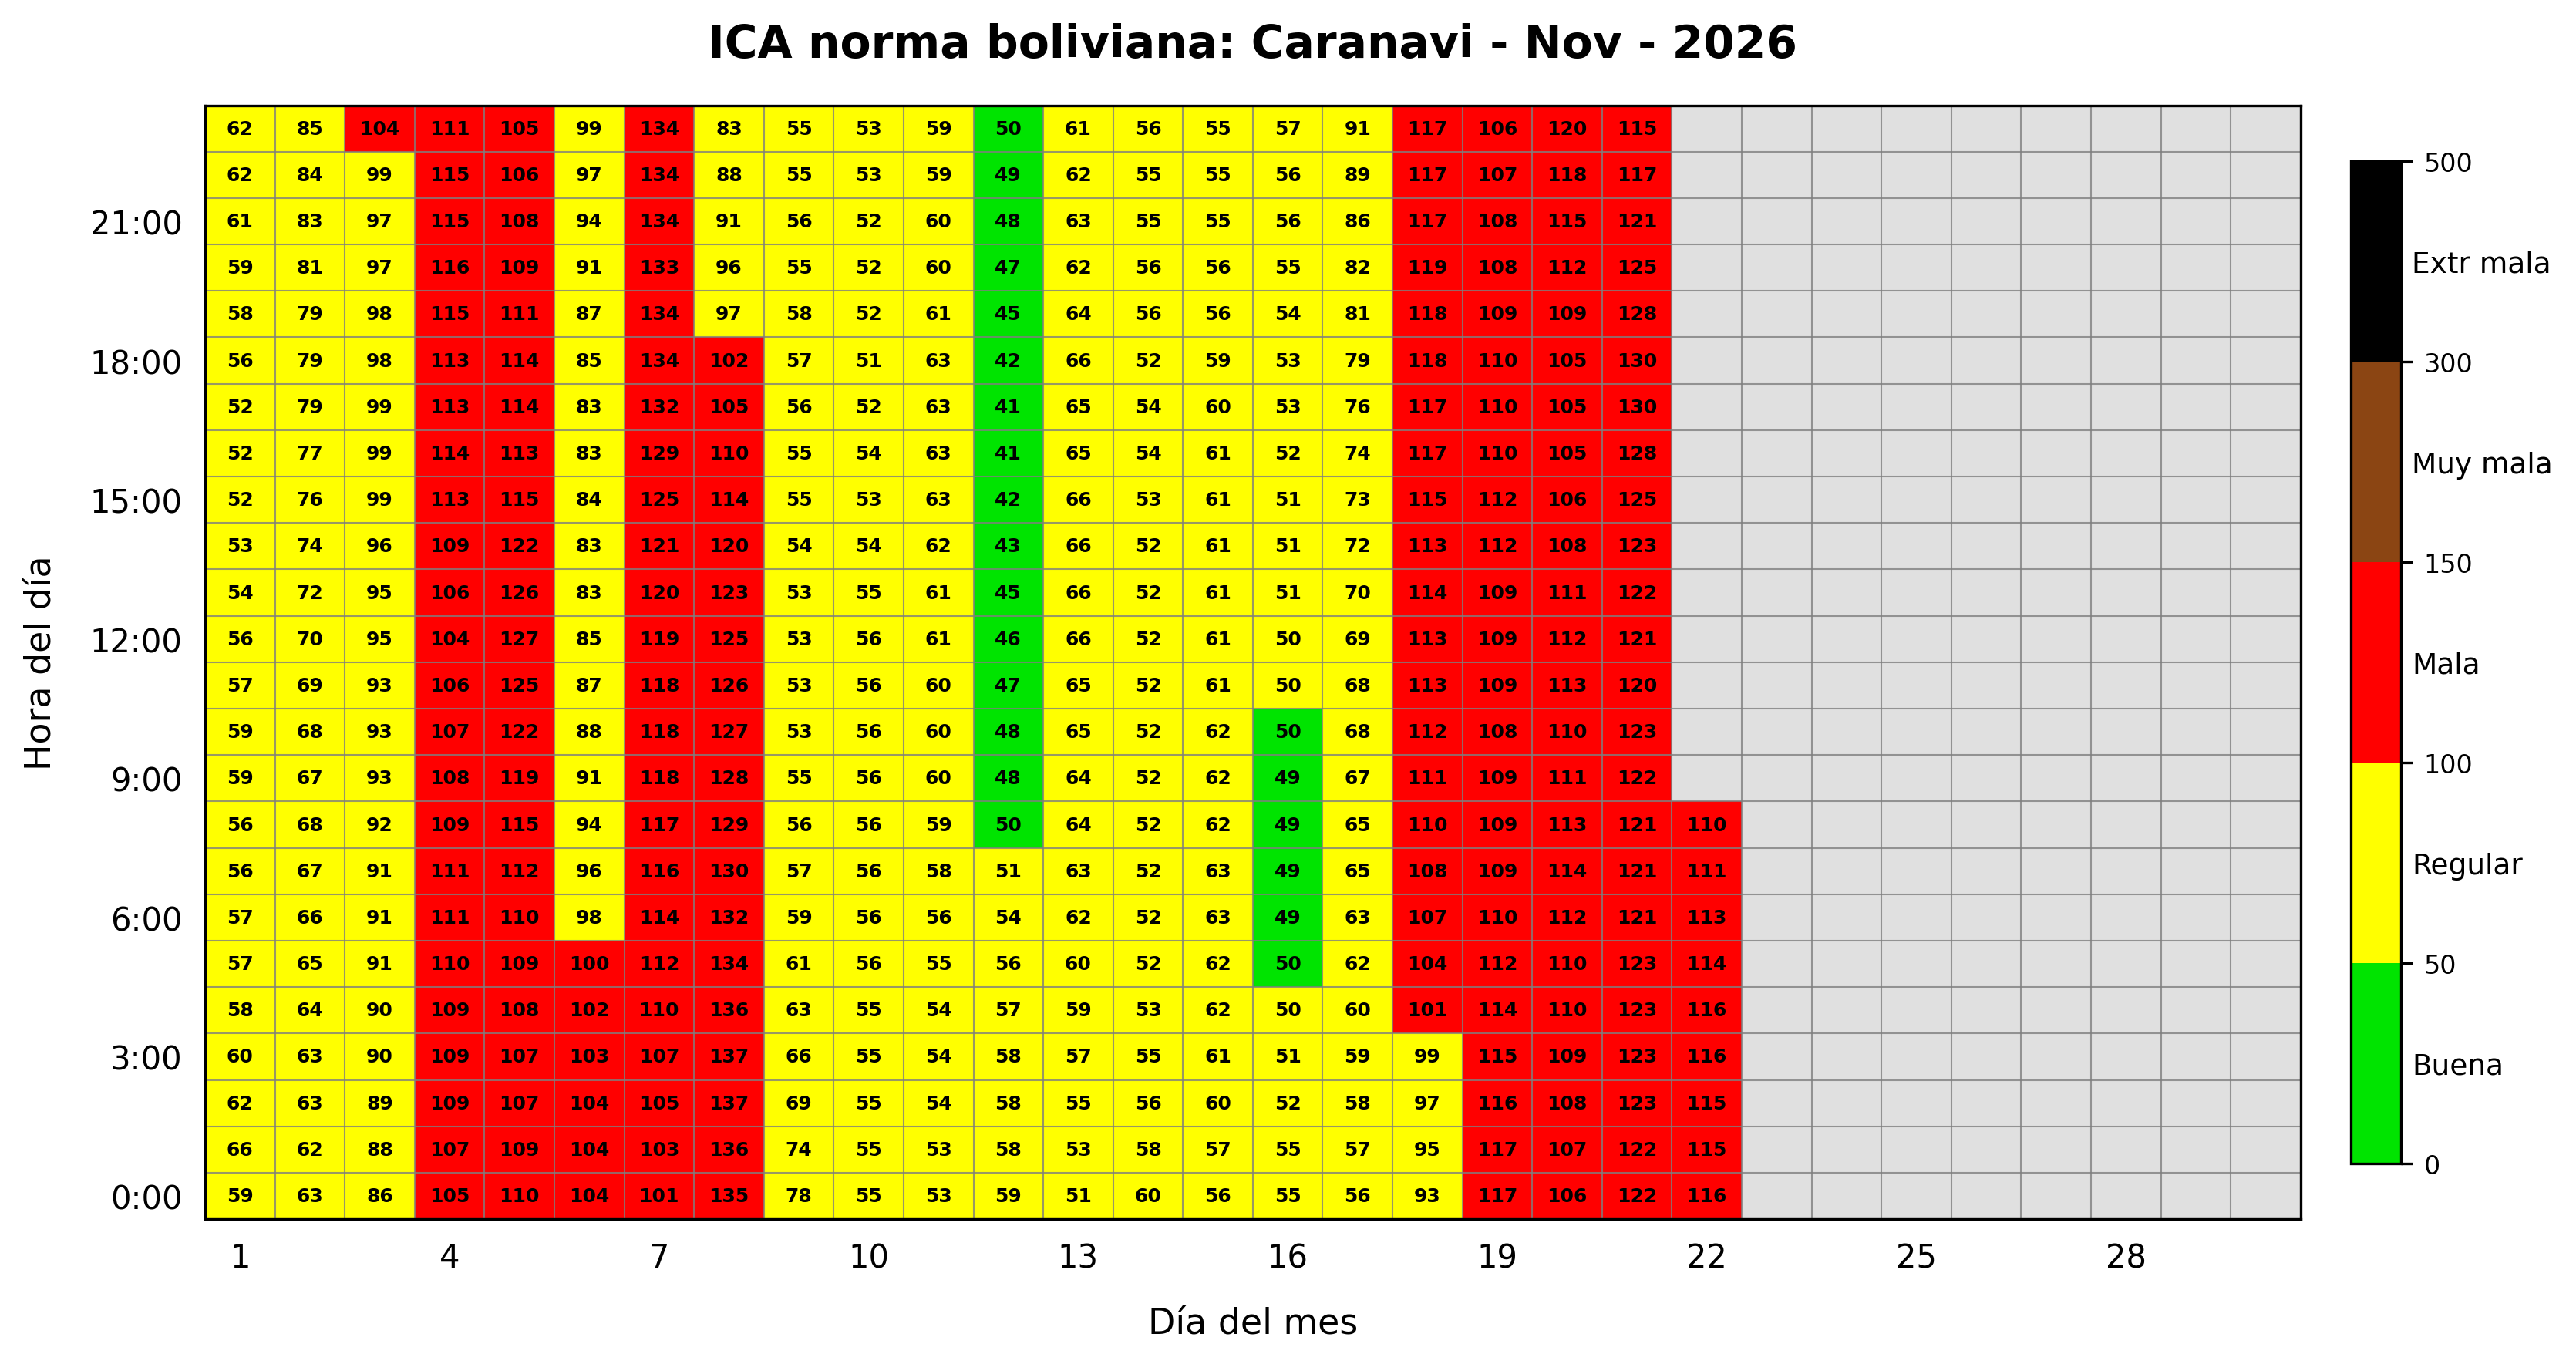 ICA norma boliviana: Caranavi - Nov - 2026
62 85 104 111 105 99 134 83 55 53 59 50 61 56 55 57 91 117 106 120 115
62 84 99 115 106 97 134 88 55 53 59 49 62 55 55 56 89 117 107 118 117
21:00 61 83 97 115 108 94 134 91 56 52 60 48 63 55 55 56 86 117 108 115 121
59 81 97 116 109 91 133 96 55 52 60 47 62 56 56 55 82 119 108 112 125
58 79 98 115 111 87 134 97 58 52 61 45 64 56 56 54 81 118 109 109 128
18:00 56 79 98 113 114 85 134 102 57 51 63 42 66 52 59 53 79 118 110 105 130
52 79 99 113 114 83 132 105 56 52 63 41 65 54 60 53 76 117 110 105 130
52 77 99 114 113 83 129 110 55 54 63 41 65 54 61 52 74 117 110 105 128
15:00 52 76 99 113 115 84 125 114 55 53 63 42 66 53 61 51 73 115 112 106 125
53 74 96 109 122 83 121 120 54 54 62 43 66 52 61 51 72 113 112 108 123
54 72 95 106 126 83 120 123 53 55 61 45 66 52 61 51 70 114 109 111 122
12:00 56 70 95 104 127 85 119 125 53 56 61 46 66 52 61 50 69 113 109 112 121
57 69 93 106 125 87 118 126 53 56 60 47 65 52 61 50 68 113 109 113 120
59 68 93 107 122 88 118 127 53 56 60 48 65 52 62 50 68 112 108 110 123
9:00 59 67 93 108 119 91 118 128 55 56 60 48 64 52 62 49 67 111 109 111 122
56 68 92 109 115 94 117 129 56 56 59 50 64 52 62 49 65 110 109 113 121 110
56 67 91 111 112 96 116 130 57 56 58 51 63 52 63 49 65 108 109 114 121 111
6:00 57 66 91 111 110 98 114 132 59 56 56 54 62 52 63 49 63 107 110 112 121 113
57 65 91 110 109 100 112 134 61 56 55 56 60 52 62 50 62 104 112 110 123 114
58 64 90 109 108 102 110 136 63 55 54 57 59 53 62 50 60 101 114 110 123 116
3:00 60 63 90 109 107 103 107 137 66 55 54 58 57 55 61 51 59 99 115 109 123 116
62 63 89 109 107 104 105 137 69 55 54 58 55 56 60 52 58 97 116 108 123 115
66 62 88 107 109 104 103 136 74 55 53 58 53 58 57 55 57 95 117 107 122 115
0:00 59 63 86 105 110 104 101 135 78 55 53 59 51 60 56 55 56 93 117 106 122 116
1 4 7 10 13 16 19 22 25 28
Día del mes
Hora del día
500
Extr mala
300
Muy mala
150
Mala
100
Regular
50
Buena
0